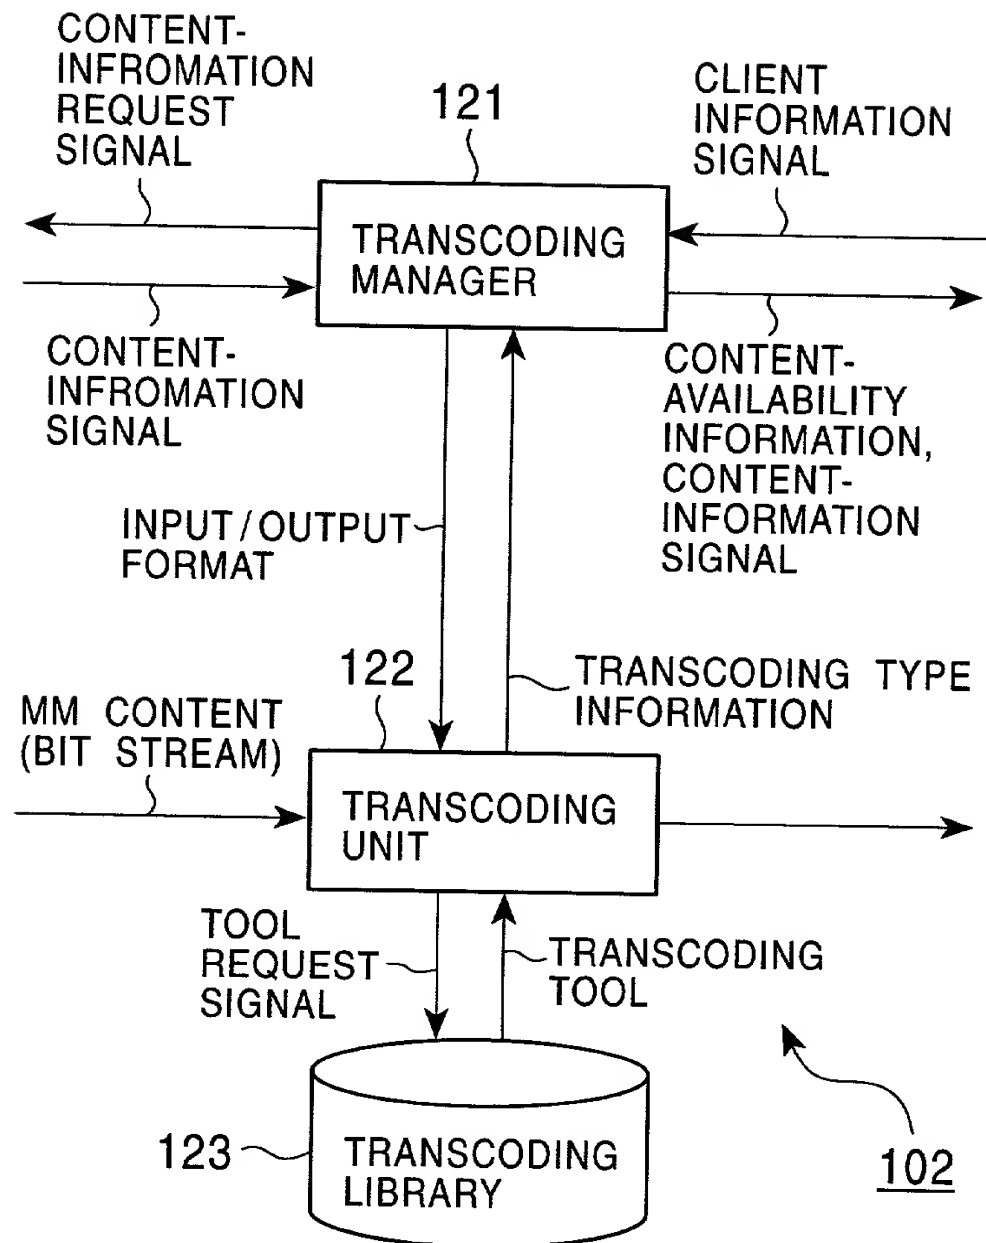 CONTENT-
INFROMATION
REQUEST
SIGNAL
121
CLIENT
INFORMATION
SIGNAL
TRANSCODING
MANAGER
CONTENT-
INFROMATION
SIGNAL
CONTENT-
AVAILABILITY
INFORMATION,
CONTENT-
INFORMATION
SIGNAL
INPUT/OUTPUT
FORMAT
122
TRANSCODING TYPE
INFORMATION
MM CONTENT
(BIT STREAM)
TRANSCODING
UNIT
TOOL
REQUEST
SIGNAL
TRANSCODING
TOOL
123
TRANSCODING
LIBRARY
102